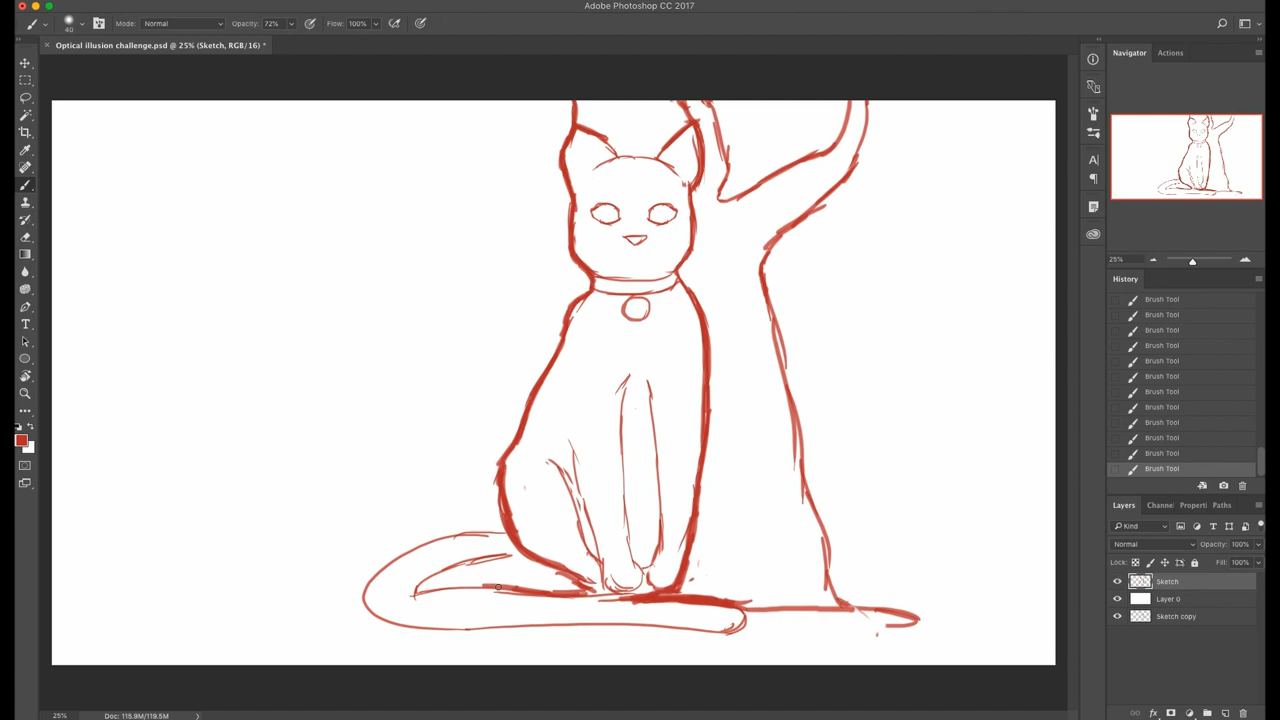 Adobe Photoshop CC 2017
40
Mode: Normal
Opacity: 72%
Flow: 100%
× Optical illusion challenge.psd @ 25% (Sketch, RGB/16) *
Navigator
Actions
25%
History
Brush Tool
Brush Tool
Brush Tool
Brush Tool
Brush Tool
Brush Tool
Brush Tool
Brush Tool
Brush Tool
Brush Tool
Brush Tool
Brush Tool
Layers
Channe
Properti
Paths
Kind
Normal
Opacity: 100%
Lock:
Fill: 100%
Sketch
Layer 0
Sketch copy
25%
Doc: 115.9M/119.5M